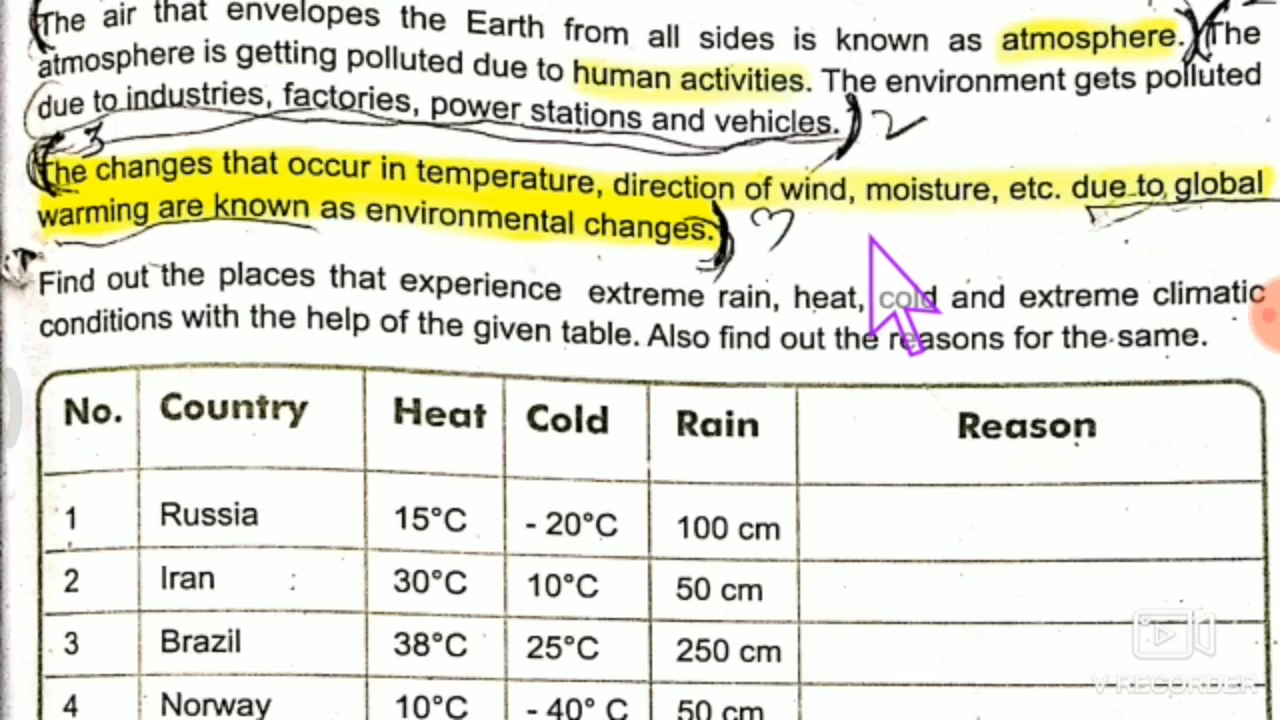 The air that envelopes the Earth from all sides is known as atmosphere. The
atmosphere is getting polluted due to human activities. The environment gets polluted
due to industries, factories, power stations and vehicles. 2
3
The changes that occur in temperature, direction of wind, moisture, etc. due to global
warming are known as environmental changes. 3
Find out the places that experience extreme rain, heat, cold and extreme climatic
conditions with the help of the given table. Also find out the reasons for the same.
No. Country Heat Cold Rain Reason
1 Russia 15°C - 20°C 100 cm
2 Iran : 30°C 10°C 50 cm
3 Brazil 38°C 25°C 250 cm
4 Norway 10°C - 40° C 50 cm
V RECORDER